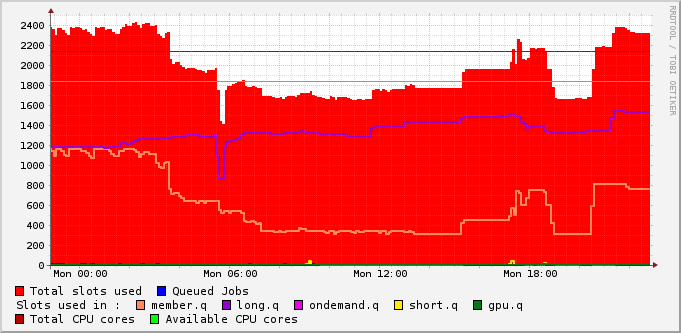 RRDTOOL / TOBI OETIKER
2400
2200
2000
1800
1600
1400
1200
1000
800
600
400
200
0
Mon 00:00 Mon 06:00 Mon 12:00 Mon 18:00
Total slots used Queued Jobs
Slots used in : member.q long.q ondemand.q short.q gpu.q
Total CPU cores Available CPU cores